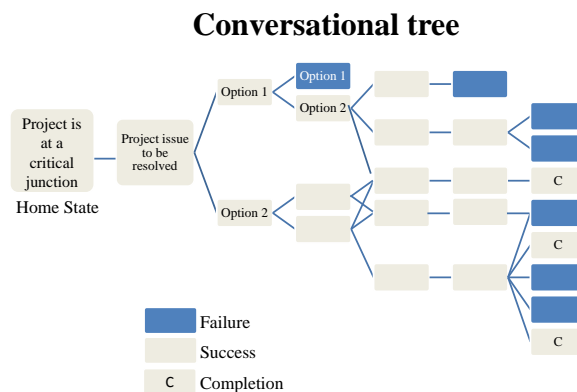 Conversational tree
Option 1
Option 1
Option 2
Project is
at a
critical
junction
Project issue
to be
resolved
C
Home State
Option 2
C
C
Failure
Success
C
Completion